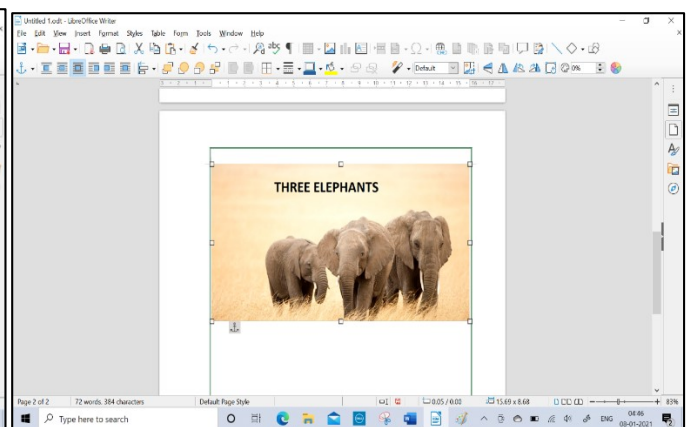 Untitled 1.odt - LibreOffice Writer
File Edit View Insert Format Styles Table Form Tools Window Help
Default
0%
THREE ELEPHANTS
Page 2 of 2
72 words, 384 characters
Default Page Style
0.05 / 0.00
15.69 x 8.68
83%
Type here to search
ENG
04:46
08-01-2021